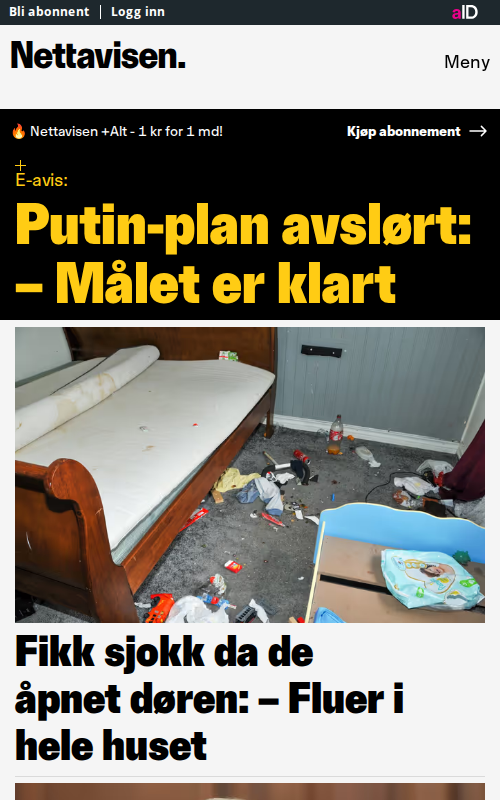 Bli abonnent
Logg inn
aID
Nettavisen.
Meny
Nettavisen +Alt - 1 kr for 1 md!
Kjøp abonnement
E-avis:
Putin-plan avslørt:
– Målet er klart
Fikk sjokk da de
åpnet døren: – Fluer i
hele huset